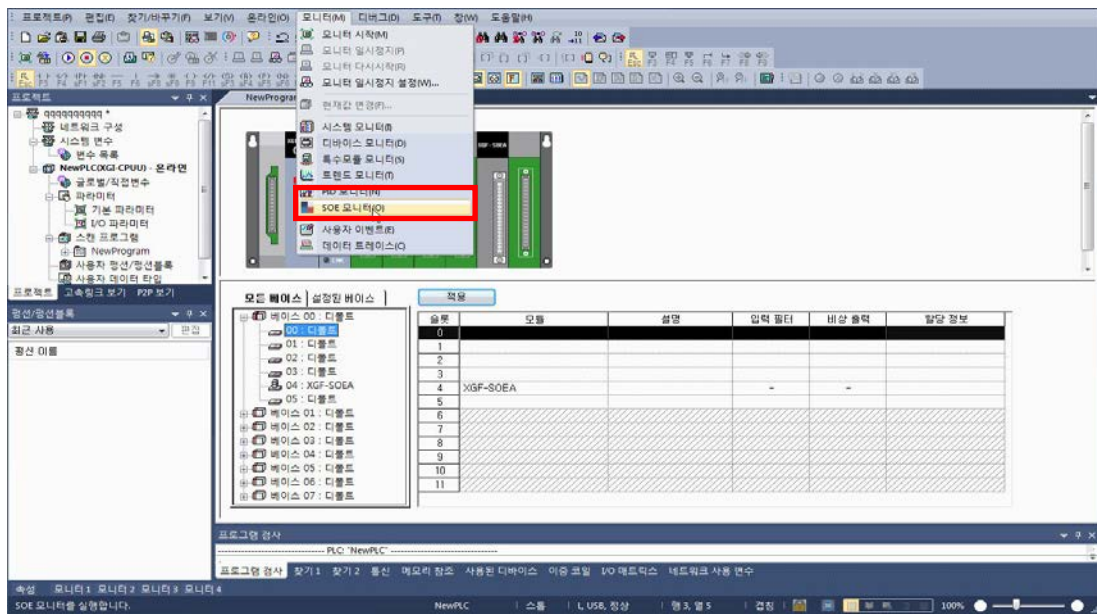 프로젝트(P) 편집(E) 찾기/바꾸기(F) 보기(V) 온라인(O) 모니터(M) 디버그(D) 도구(T) 창(W) 도움말(H)
모니터 시작(M)
모니터 일시정지(P)
모니터 다시시작(R)
모니터 일시정지 설정(W)...
현재값 변경(F)...
시스템 모니터(I)
디바이스 모니터(D)
특수모듈 모니터(S)
트렌드 모니터(T)
PID 모니터(N)
SOE 모니터(O)
사용자 이벤트(E)
데이터 트레이스(C)
프로젝트
qqqqqqqqqq *
네트워크 구성
시스템 변수
변수 목록
NewPLC(XGI-CPUU) - 온라인
글로벌/직접변수
파라미터
기본 파라미터
I/O 파라미터
스캔 프로그램
NewProgram
사용자 펑션/펑션블록
사용자 데이터 타입
프로젝트 고속링크 보기 P2P 보기
펑션/펑션블록
최근 사용 편집
펑션 이름
NewProgra
XGF-SOEA
모든 베이스 설정된 베이스 적용
베이스 00 : 디폴트
00 : 디폴트
01 : 디폴트
02 : 디폴트
03 : 디폴트
04 : XGF-SOEA
05 : 디폴트
베이스 01 : 디폴트
베이스 02 : 디폴트
베이스 03 : 디폴트
베이스 04 : 디폴트
베이스 05 : 디폴트
베이스 06 : 디폴트
베이스 07 : 디폴트
슬롯 모듈 설명 입력 필터 비상 출력 할당 정보
0
1
2
3
4 XGF-SOEA - -
5
6
7
8
9
10
11
프로그램 검사
PLC: "NewPLC"
프로그램 검사 찾기1 찾기2 통신 메모리 참조 사용된 디바이스 이중 코일 I/O 매트릭스 네트워크 사용 변수
속성 모니터1 모니터2 모니터3 모니터4
SOE 모니터를 실행합니다. NewPLC 스톱 L, USB, 정상 행3, 열5 겹침 100%